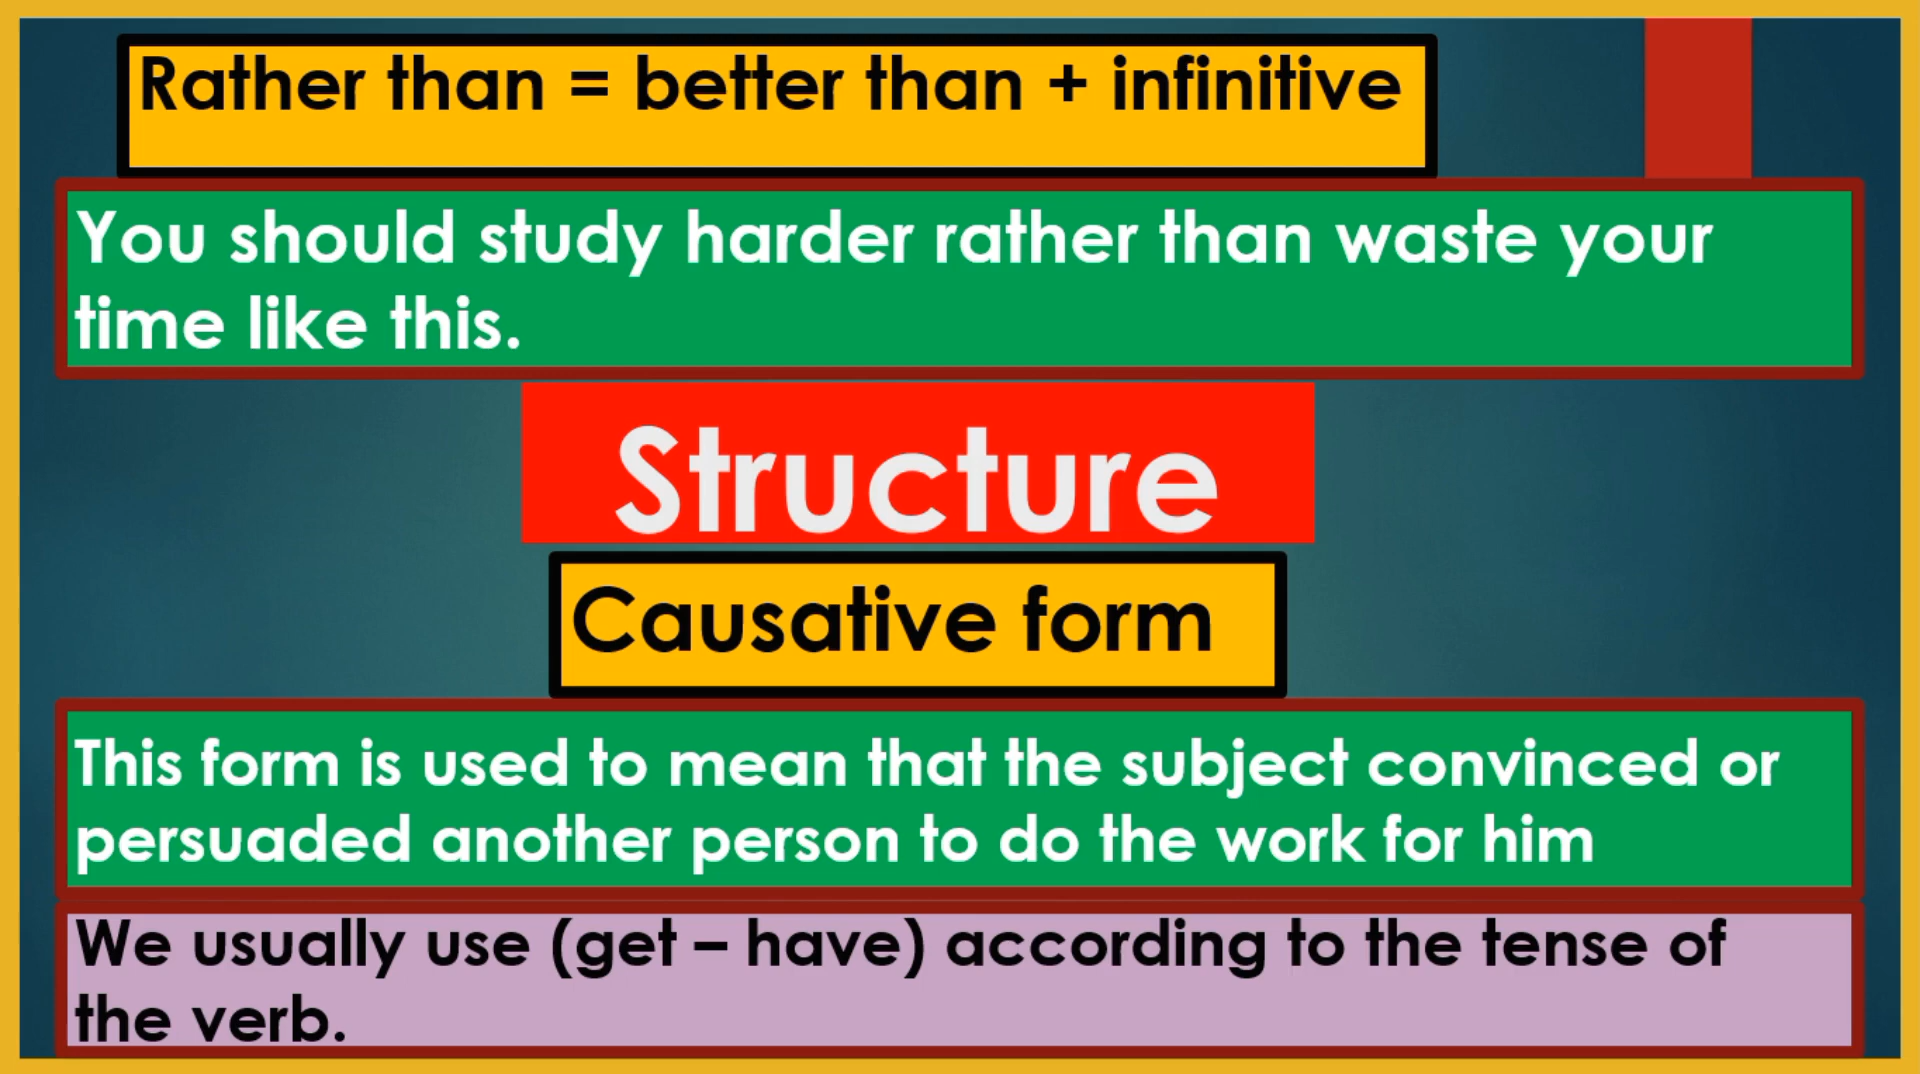 Rather than = better than + infinitive
You should study harder rather than waste your
time like this.
Structure
Causative form
This form is used to mean that the subject convinced or
persuaded another person to do the work for him
We usually use (get – have) according to the tense of
the verb.